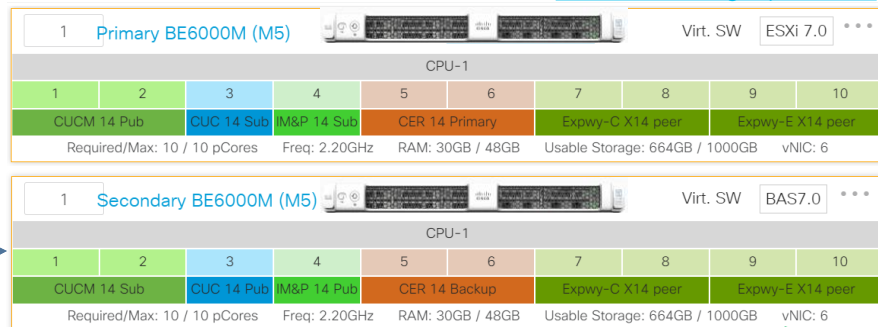 1 Primary BE6000M (M5) Virt. SW ESXi 7.0
CPU-1
1 2 3 4 5 6 7 8 9 10
CUCM 14 Pub CUC 14 Sub IM&P 14 Sub CER 14 Primary Expwy-C X14 peer Expwy-E X14 peer
Required/Max: 10 / 10 pCores Freq: 2.20GHz RAM: 30GB / 48GB Usable Storage: 664GB / 1000GB vNIC: 6
1 Secondary BE6000M (M5) Virt. SW BAS7.0
CPU-1
1 2 3 4 5 6 7 8 9 10
CUCM 14 Sub CUC 14 Pub IM&P 14 Pub CER 14 Backup Expwy-C X14 peer Expwy-E X14 peer
Required/Max: 10 / 10 pCores Freq: 2.20GHz RAM: 30GB / 48GB Usable Storage: 664GB / 1000GB vNIC: 6